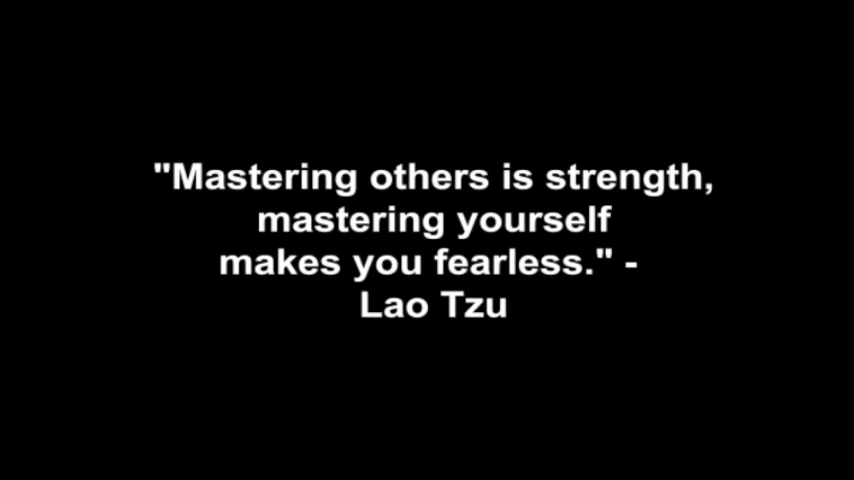 "Mastering others is strength,
mastering yourself
makes you fearless." -
Lao Tzu